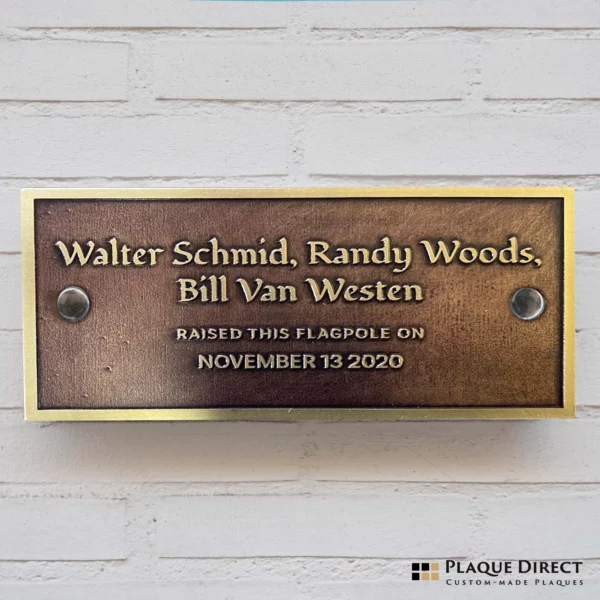 Walter Schmid, Randy Woods,
Bill Van Westen
RAISED THIS FLAGPOLE ON
NOVEMBER 13 2020
PLAQUE DIRECT
CUSTOM-MADE PLAQUES